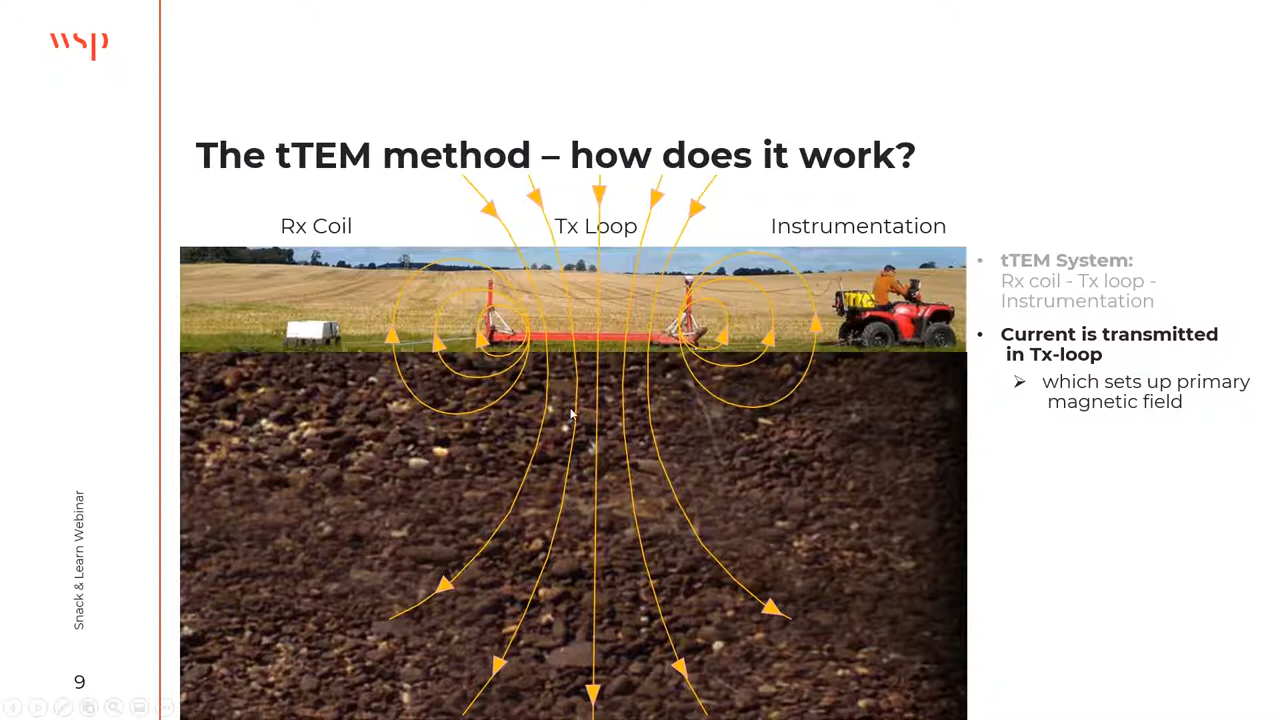 wsp
The tTEM method – how does it work?
Rx Coil
Tx Loop
Instrumentation
• tTEM System:
Rx coil - Tx loop -
Instrumentation
• Current is transmitted
in Tx-loop
➢ which sets up primary
magnetic field
Snack & Learn Webinar
9